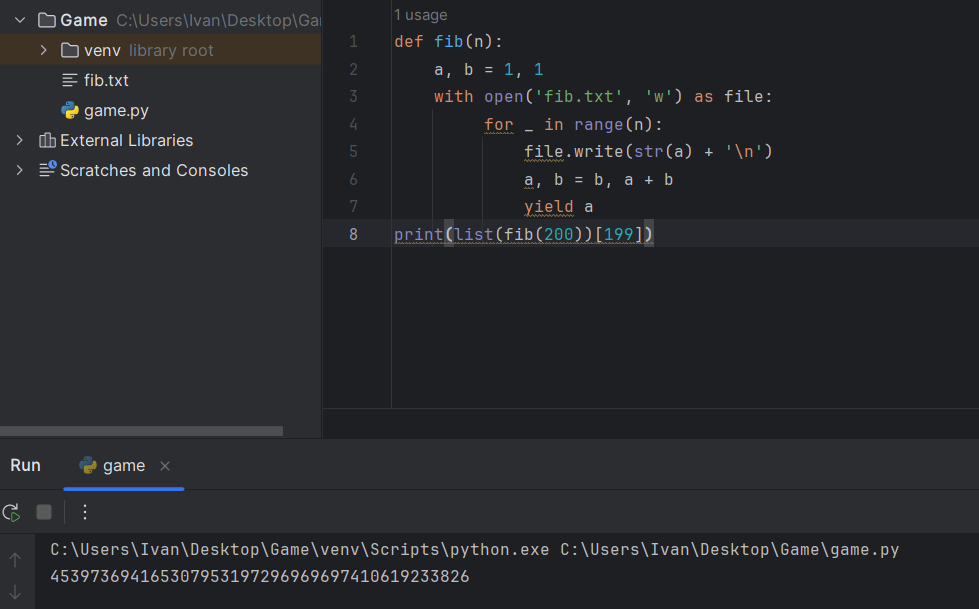 Game C:\Users\Ivan\Desktop\Ga
venv library root
fib.txt
game.py
External Libraries
Scratches and Consoles
1 usage
1 def fib(n):
2 a, b = 1, 1
3 with open('fib.txt', 'w') as file:
4 for _ in range(n):
5 file.write(str(a) + '\n')
6 a, b = b, a + b
7 yield a
8 print(list(fib(200))[199])
Run game
C:\Users\Ivan\Desktop\Game\venv\Scripts\python.exe C:\Users\Ivan\Desktop\Game\game.py
453973694165307953197296969697410619233826